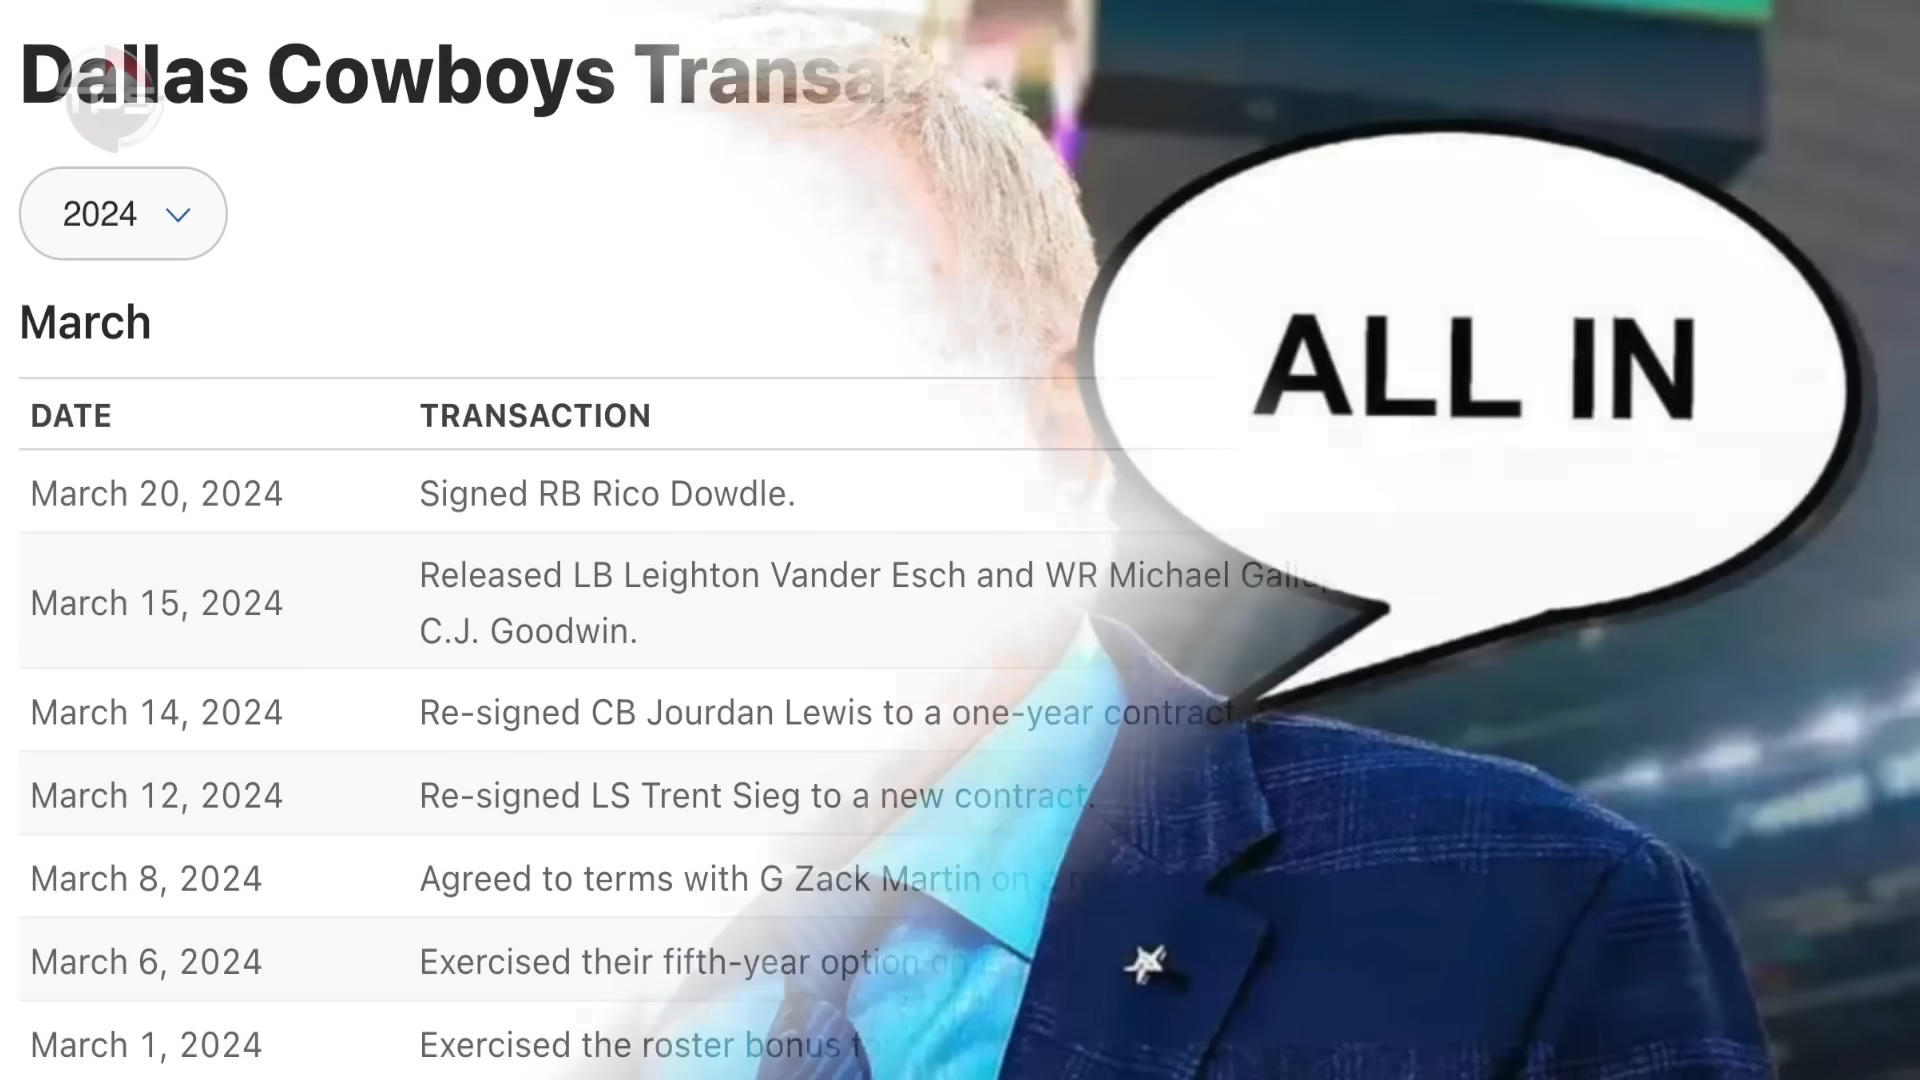 Dallas Cowboys Transac
2024
March
DATE TRANSACTION
March 20, 2024 Signed RB Rico Dowdle.
March 15, 2024 Released LB Leighton Vander Esch and WR Michael Gallup
C.J. Goodwin.
March 14, 2024 Re-signed CB Jourdan Lewis to a one-year contract
March 12, 2024 Re-signed LS Trent Sieg to a new contract.
March 8, 2024 Agreed to terms with G Zack Martin on a
March 6, 2024 Exercised their fifth-year option
March 1, 2024 Exercised the roster bonus
ALL IN